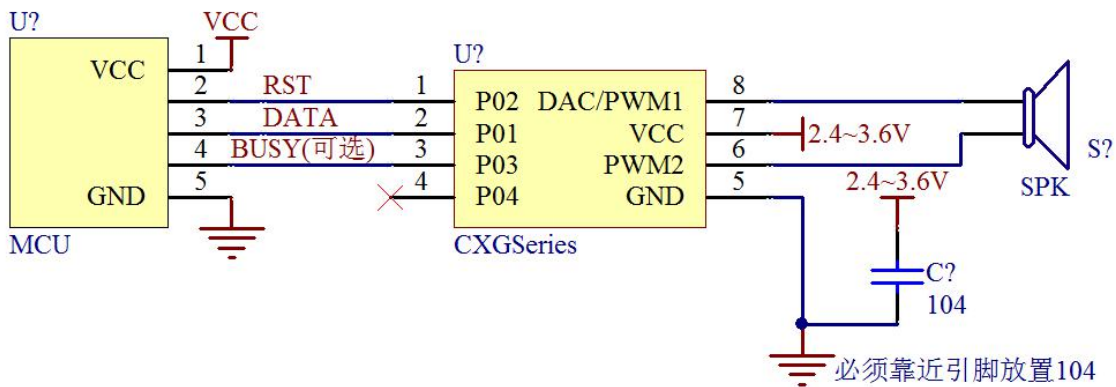 U?
VCC
VCC
1
2
3
4
5
RST
DATA
BUSY(可选)
GND
MCU
U?
1
2
3
4
P02
P01
P03
P04
DAC/PWM1
VCC
PWM2
GND
8
7
6
5
CXGSeries
2.4~3.6V
2.4~3.6V
S?
SPK
C?
104
必须靠近引脚放置104